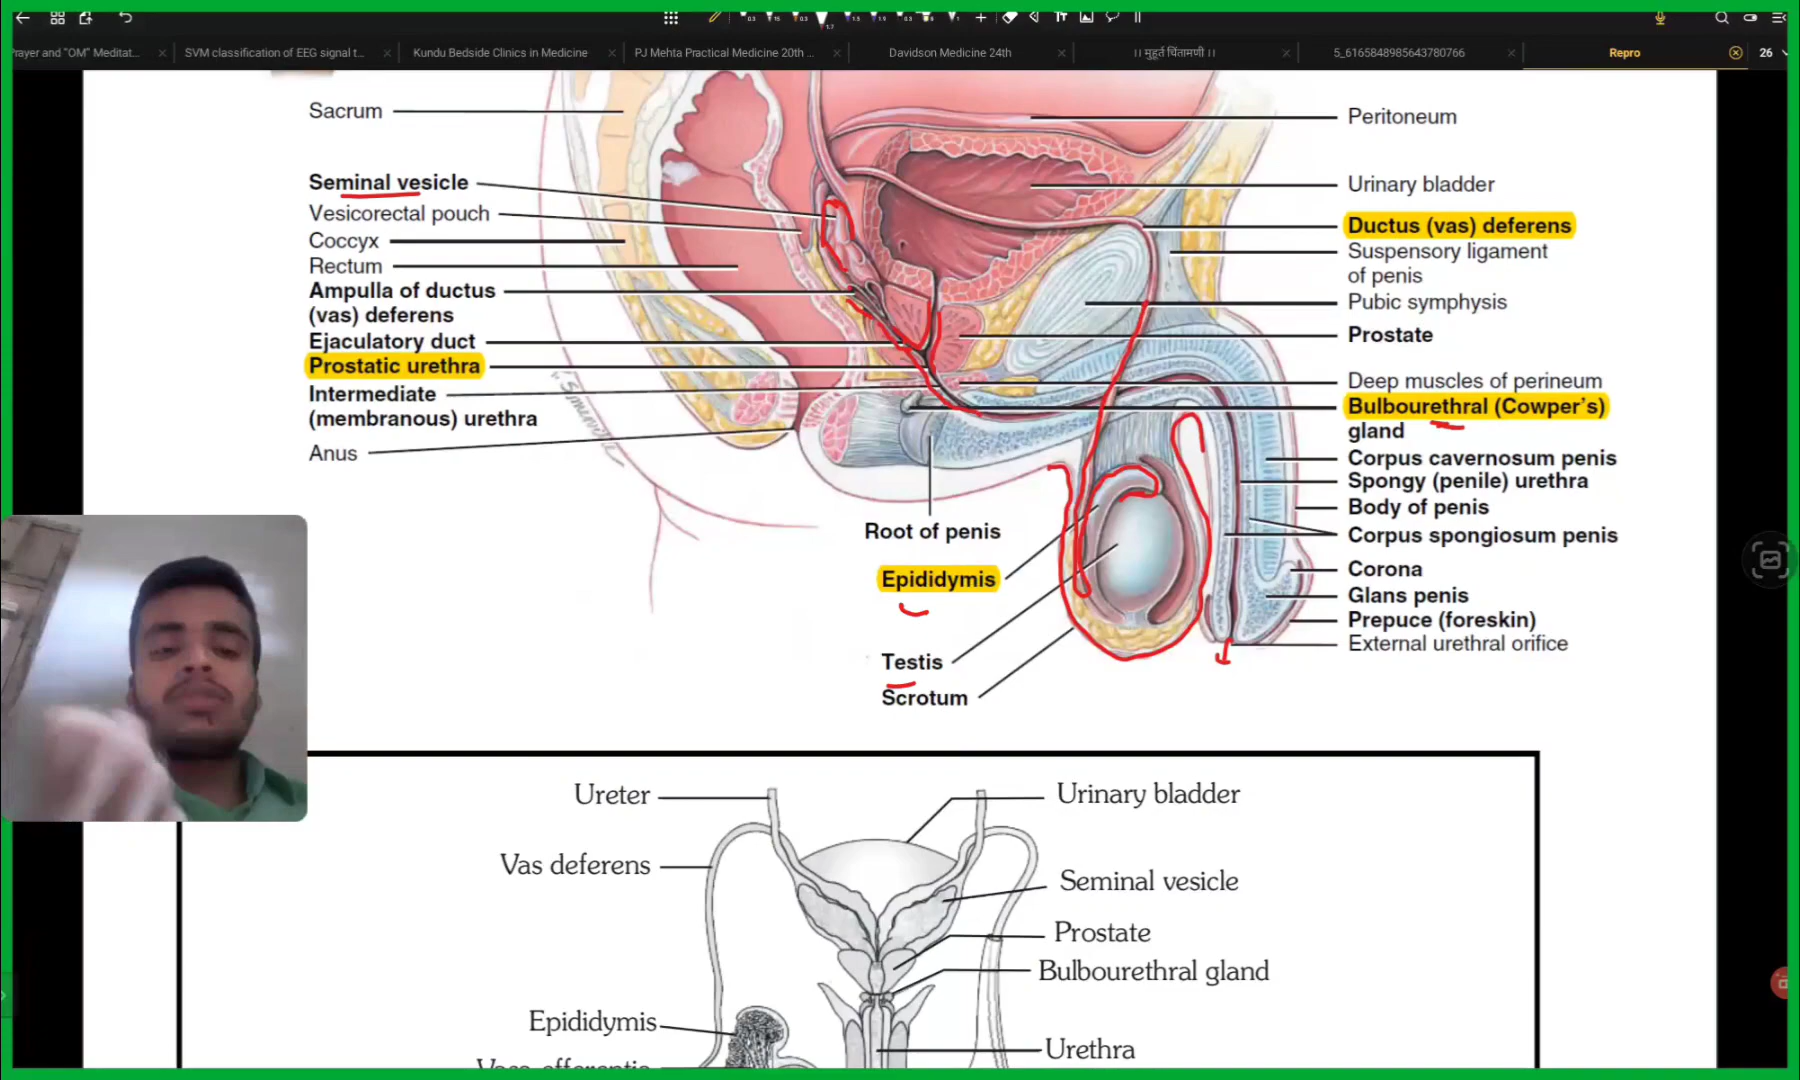 Prayer and "OM" Meditat...
SVM classification of EEG signal t...
Kundu Bedside Clinics in Medicine
PJ Mehta Practical Medicine 20th ...
Davidson Medicine 24th
।। मुहूर्त चिंतामणी ।।
5_6165848985643780766
Repro
26
Sacrum
Seminal vesicle
Vesicorectal pouch
Coccyx
Rectum
Ampulla of ductus
(vas) deferens
Ejaculatory duct
Prostatic urethra
Intermediate
(membranous) urethra
Anus
Peritoneum
Urinary bladder
Ductus (vas) deferens
Suspensory ligament
of penis
Pubic symphysis
Prostate
Deep muscles of perineum
Bulbourethral (Cowper's)
gland
Corpus cavernosum penis
Spongy (penile) urethra
Body of penis
Corpus spongiosum penis
Corona
Glans penis
Prepuce (foreskin)
External urethral orifice
Root of penis
Epididymis
Testis
Scrotum
Ureter
Urinary bladder
Vas deferens
Seminal vesicle
Prostate
Bulbourethral gland
Epididymis
Urethra
Vasa efferentia